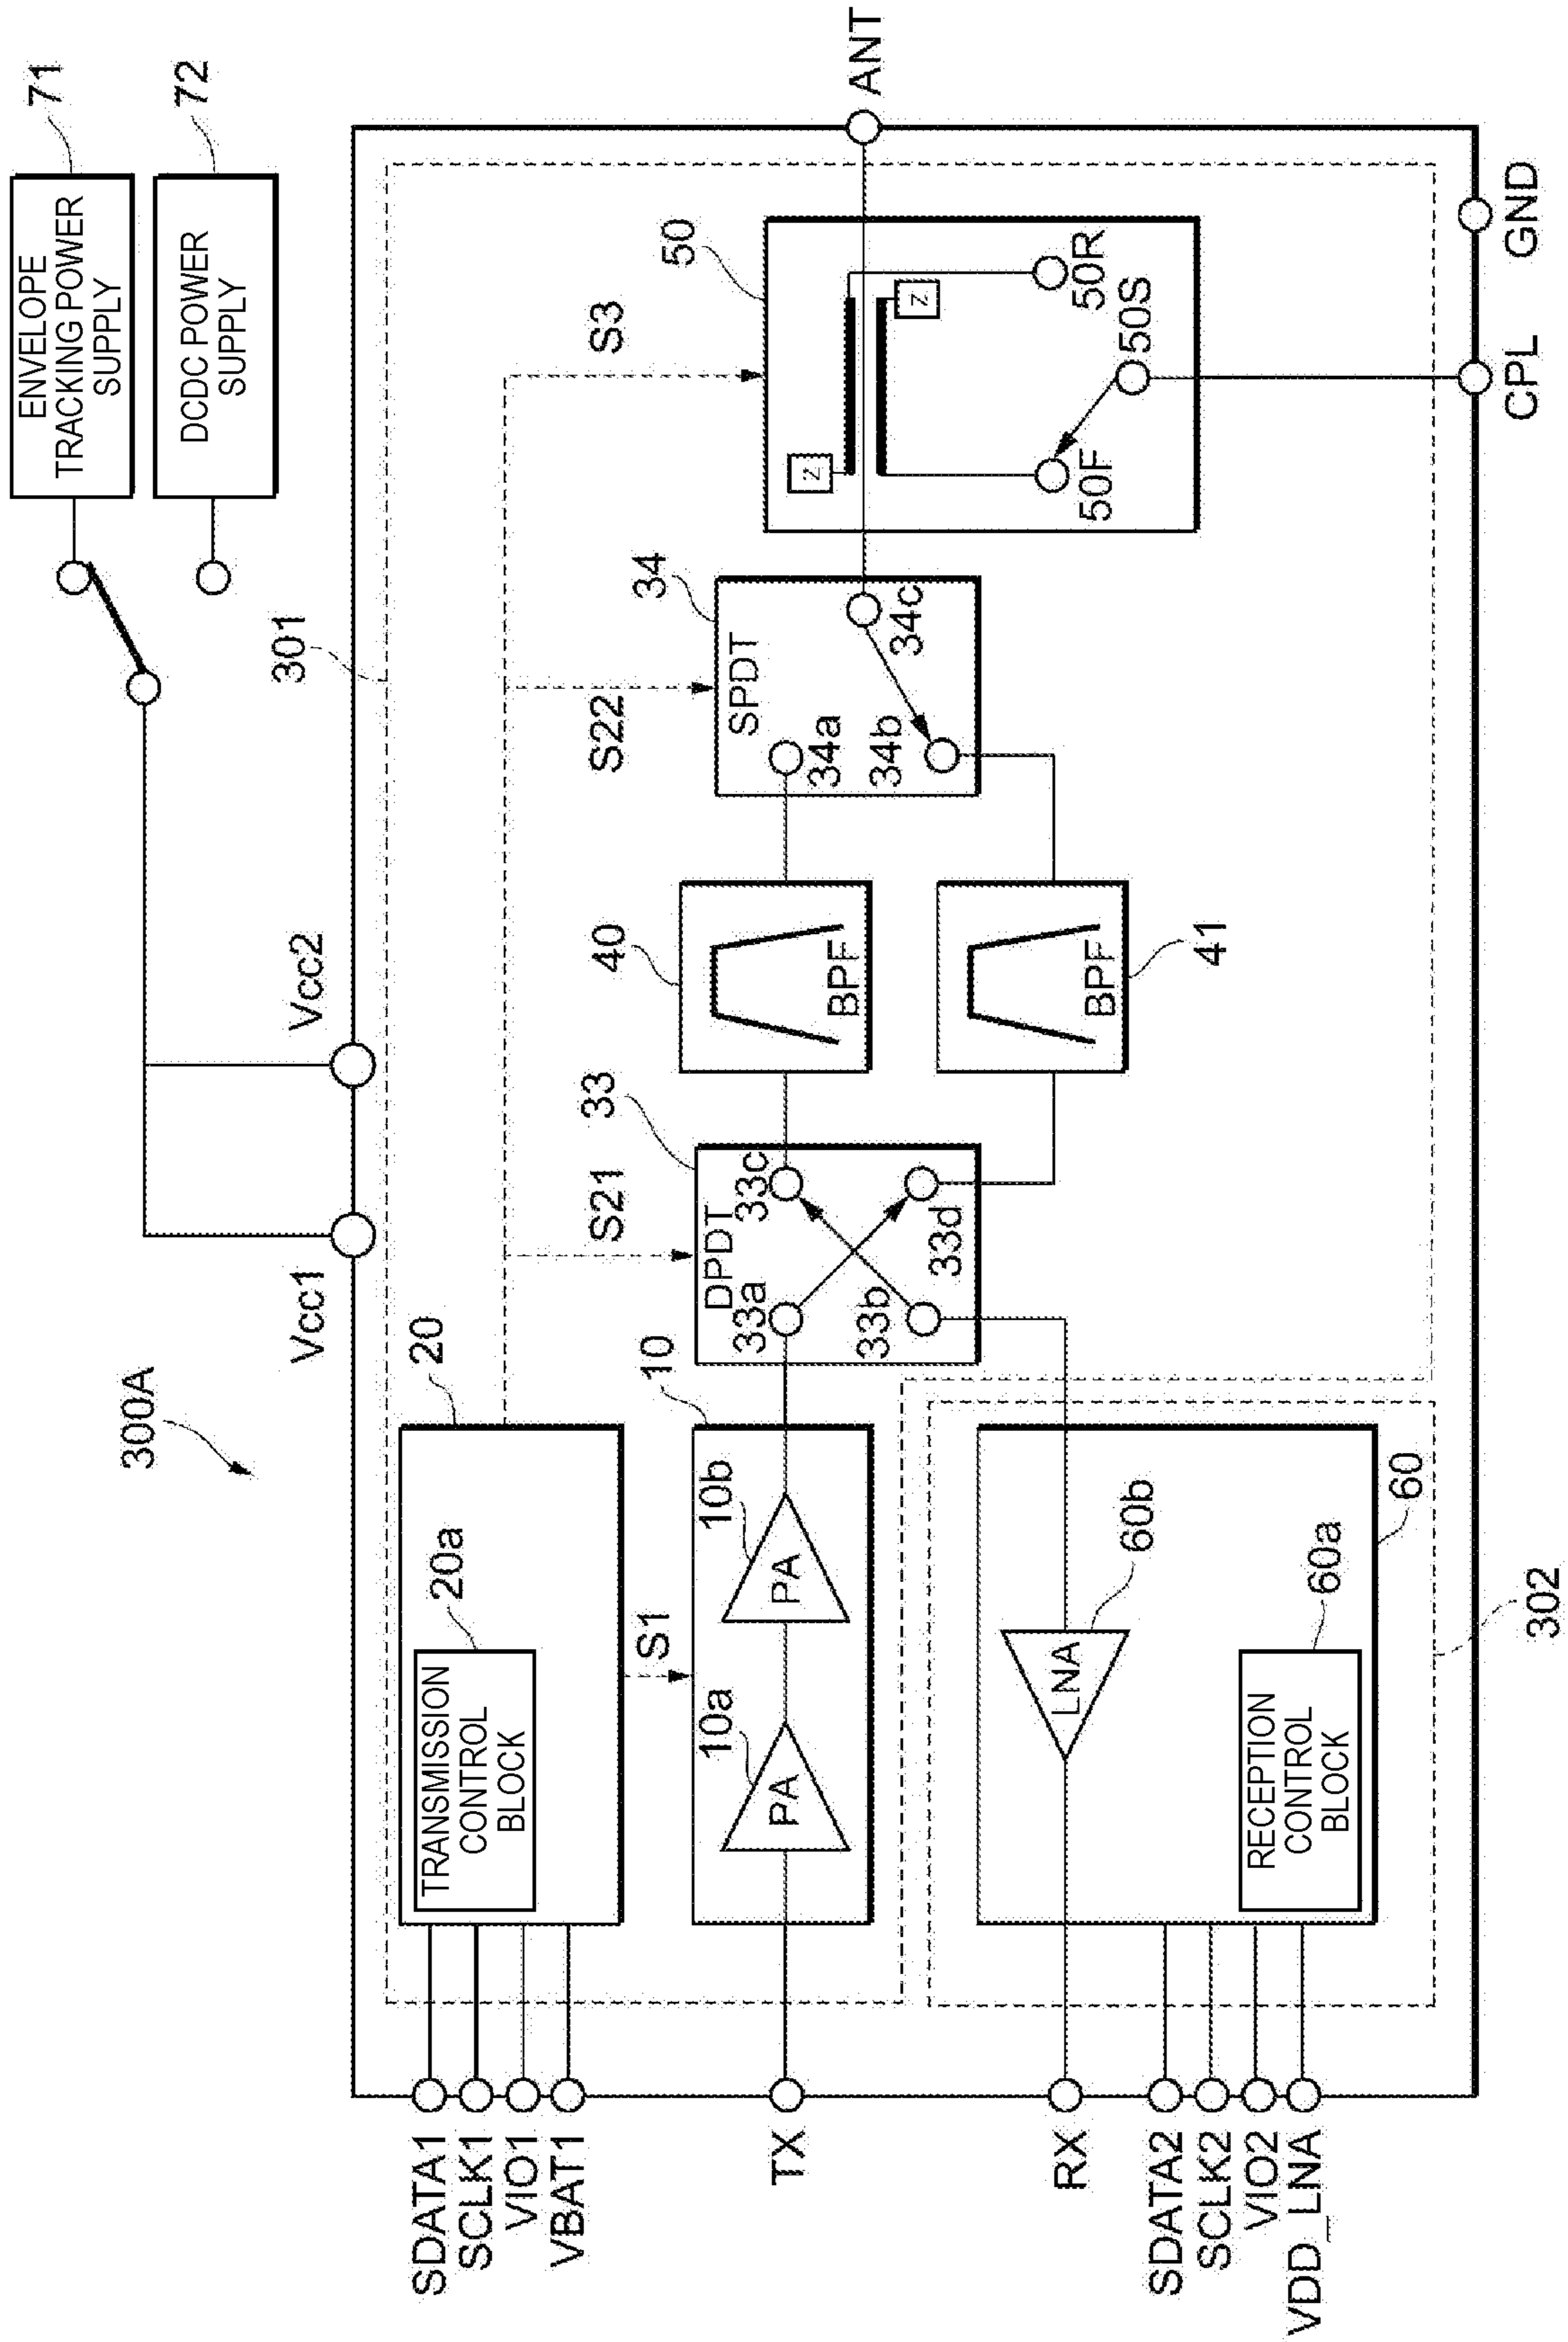 300A
ENVELOPE
TRACKING POWER
SUPPLY
71
DCDC POWER
SUPPLY
72
Vcc1
Vcc2
301
SDATA1
SCLK1
VIO1
VBAT1
TRANSMISSION
CONTROL
BLOCK
20a
20
S1
S21
S22
S3
TX
10a
PA
10b
PA
10
DPDT
33
33a
33b
33c
33d
40
BPF
41
BPF
SPDT
34
34a
34b
34c
50
Z
Z
50F
50R
50S
ANT
RX
LNA
60b
SDATA2
SCLK2
VIO2
VDD_LNA
RECEPTION
CONTROL
BLOCK
60a
60
302
CPL
GND